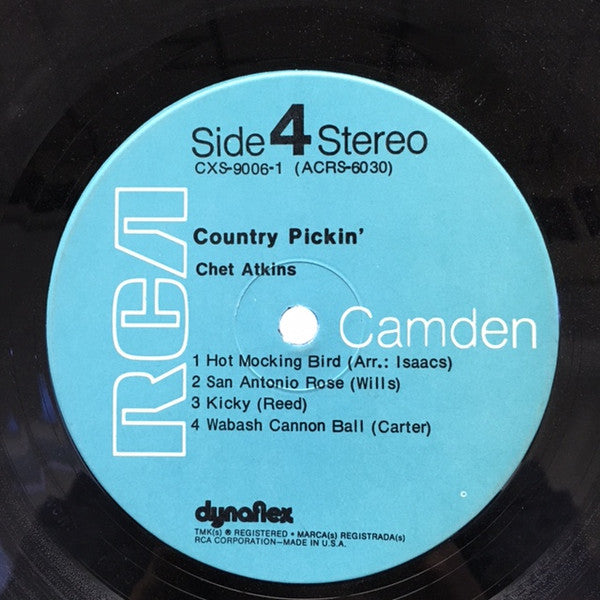 Side 4 Stereo
CXS-9006-1 (ACRS-6030)
RCA
Country Pickin'
Chet Atkins
Camden
1 Hot Mocking Bird (Arr.: Isaacs)
2 San Antonio Rose (Wills)
3 Kicky (Reed)
4 Wabash Cannon Ball (Carter)
dynaflex
TMK(s) ® REGISTERED • MARCA(s) REGISTRADA(s)
RCA CORPORATION—MADE IN U.S.A.